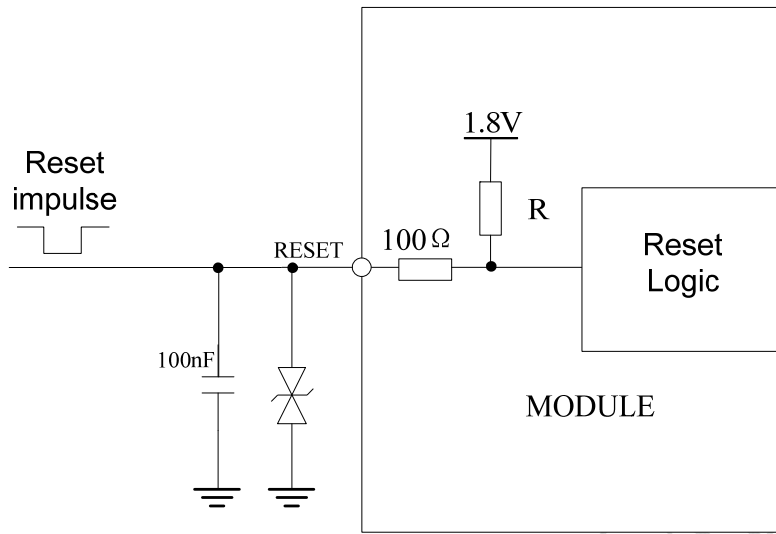 1.8V
Reset
impulse
R
RESET
100Ω
Reset
Logic
100nF
MODULE